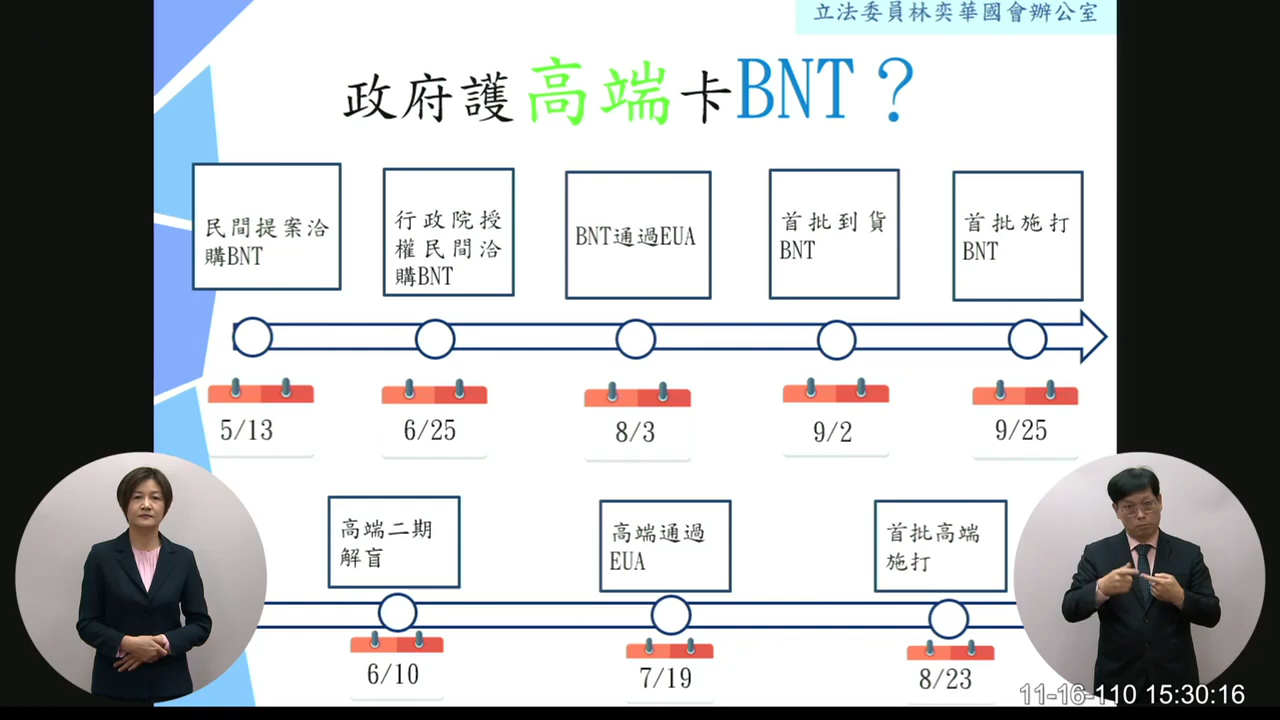 立法委員林奕華國會辦公室
政府護高端卡BNT？
民間提案洽
購BNT
行政院授
權民間洽
購BNT
BNT通過EUA
首批到貨
BNT
首批施打
BNT
5/13
6/25
8/3
9/2
9/25
高端二期
解盲
高端通過
EUA
首批高端
施打
6/10
7/19
8/23
11-16-110 15:30:16